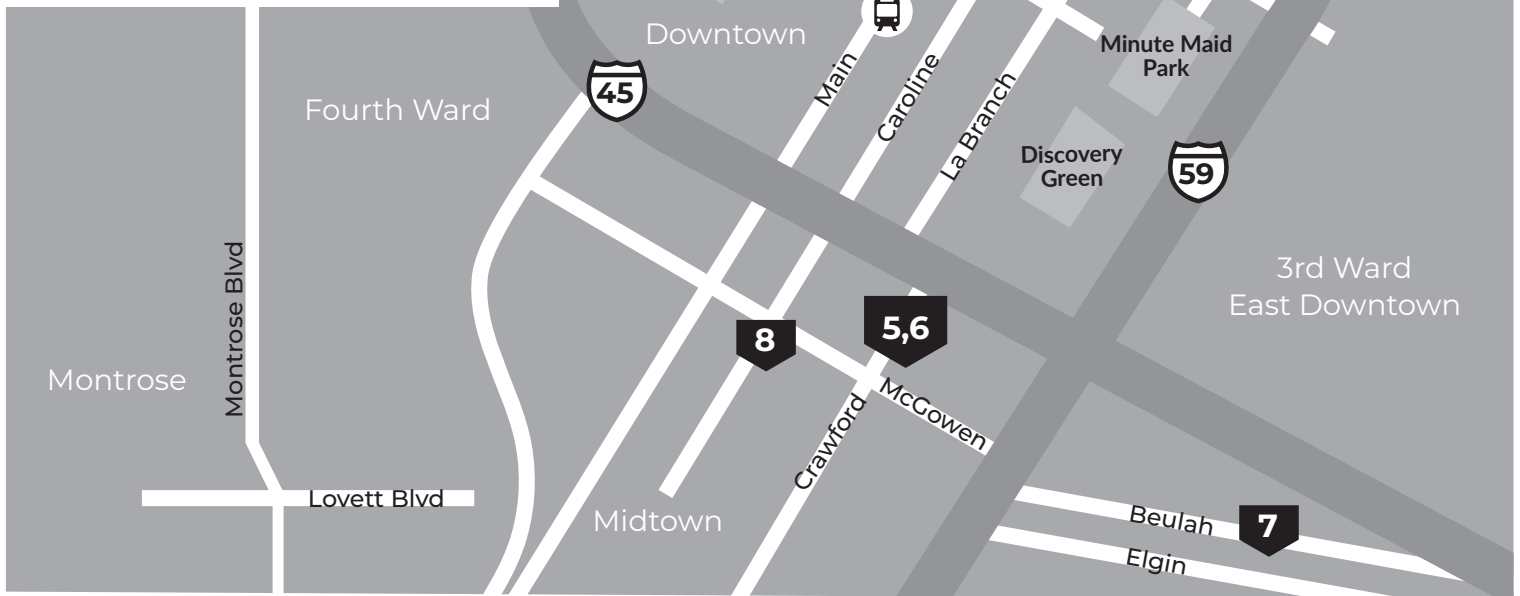 Downtown
Minute Maid
Park
Main
Caroline
La Branch
45
Fourth Ward
Discovery
Green
59
3rd Ward
East Downtown
Montrose Blvd
8
5,6
Montrose
McGowen
Crawford
Lovett Blvd
Midtown
Beulah
7
Elgin